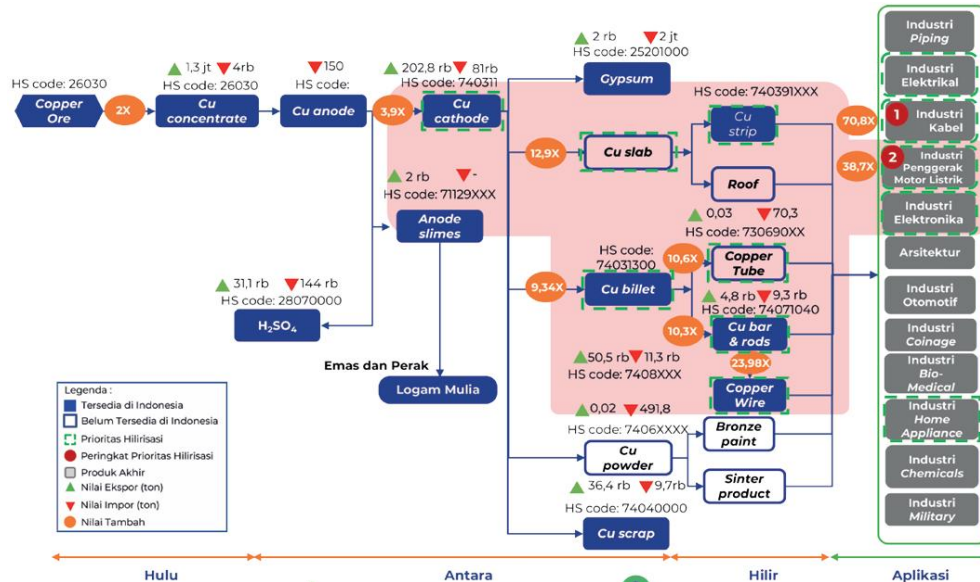 HS code: 26030
Copper
Ore
2X
1,3 jt 4rb
HS code: 26030
Cu
concentrate
150
HS code:
Cu anode
3,9X
202,8 rb 81rb
HS code: 740311
Cu
cathode
2 rb 2 jt
HS code: 25201000
Gypsum
HS code: 740391XXX
12,9X
Cu slab
Cu
strip
Roof
2 rb -
HS code: 71129XXX
Anode
slimes
31,1 rb 144 rb
HS code: 28070000
H₂SO₄
Emas dan Perak
Logam Mulia
0,03 70,3
HS code: 730690XX
HS code:
74031300
9,34X
Cu billet
10,6X
Copper
Tube
4,8 rb 9,3 rb
HS code: 74071040
10,3X
Cu bar
& rods
23,98X
50,5 rb 11,3 rb
HS code: 7408XXX
Copper
Wire
0,02 491,8
HS code: 7406XXXX
Cu
powder
Bronze
paint
Sinter
product
36,4 rb 9,7rb
HS code: 74040000
Cu scrap
70,8X
38,7X
Industri
Piping
Industri
Elektrikal
1
Industri
Kabel
2
Industri
Penggerak
Motor Listrik
Industri
Elektronika
Arsitektur
Industri
Otomotif
Industri
Coinage
Industri
Bio-
Medical
Industri
Home
Appliance
Industri
Chemicals
Industri
Military
Legenda :
Tersedia di Indonesia
Belum Tersedia di Indonesia
Prioritas Hilirisasi
Peringkat Prioritas Hilirisasi
Produk Akhir
Nilai Ekspor (ton)
Nilai Impor (ton)
Nilai Tambah
Hulu
Antara
Hilir
Aplikasi